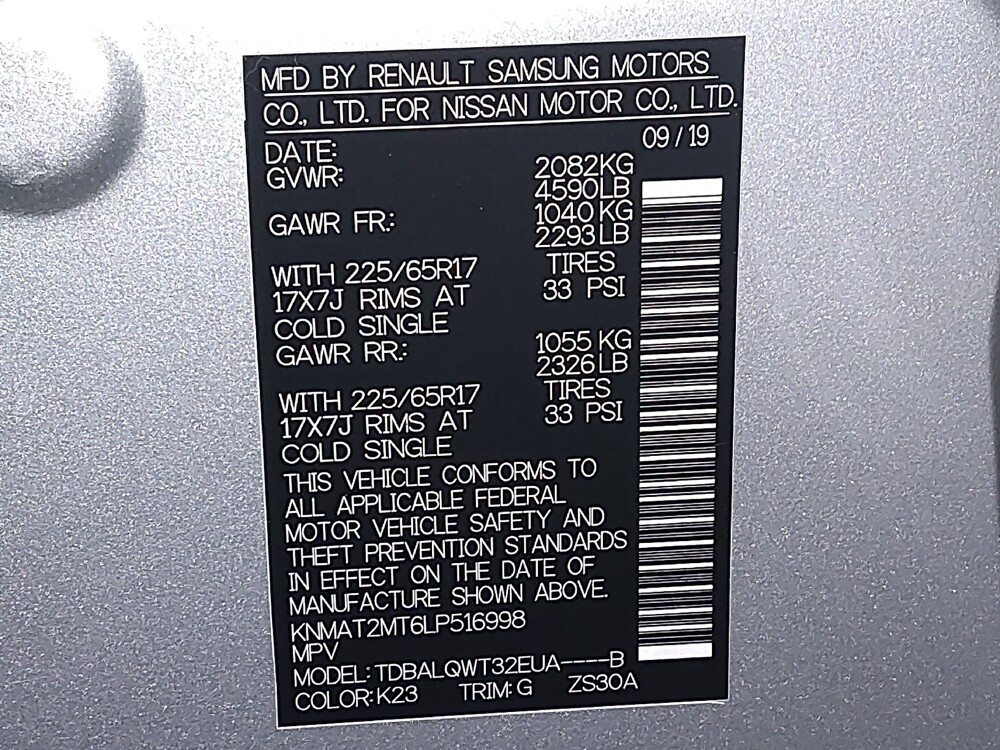 MFD BY RENAULT SAMSUNG MOTORS
CO., LTD. FOR NISSAN MOTOR CO., LTD.
DATE: 09/19
GVWR: 2082KG
4590LB
GAWR FR.: 1040 KG
2293LB
WITH 225/65R17 TIRES
17X7J RIMS AT 33 PSI
COLD SINGLE
GAWR RR.: 1055 KG
2326LB
WITH 225/65R17 TIRES
17X7J RIMS AT 33 PSI
COLD SINGLE
THIS VEHICLE CONFORMS TO
ALL APPLICABLE FEDERAL
MOTOR VEHICLE SAFETY AND
THEFT PREVENTION STANDARDS
IN EFFECT ON THE DATE OF
MANUFACTURE SHOWN ABOVE.
KNMAT2MT6LP516998
MPV
MODEL: TDBALQWT32EUA----B
COLOR: K23 TRIM: G ZS30A